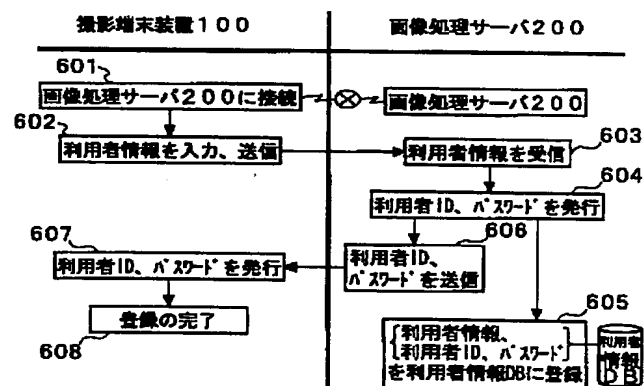 撮影端末装置100
画像処理サーバ200
601
画像処理サーバ200に接続
画像処理サーバ200
602
利用者情報を入力、送信
603
利用者情報を受信
604
利用者ID、パスワードを発行
607
606
利用者ID、パスワードを発行
利用者ID、
パスワードを送信
登録の完了
608
605
利用者情報、
利用者ID、パスワード
を利用者情報DBに登録
利用者
情報
DB